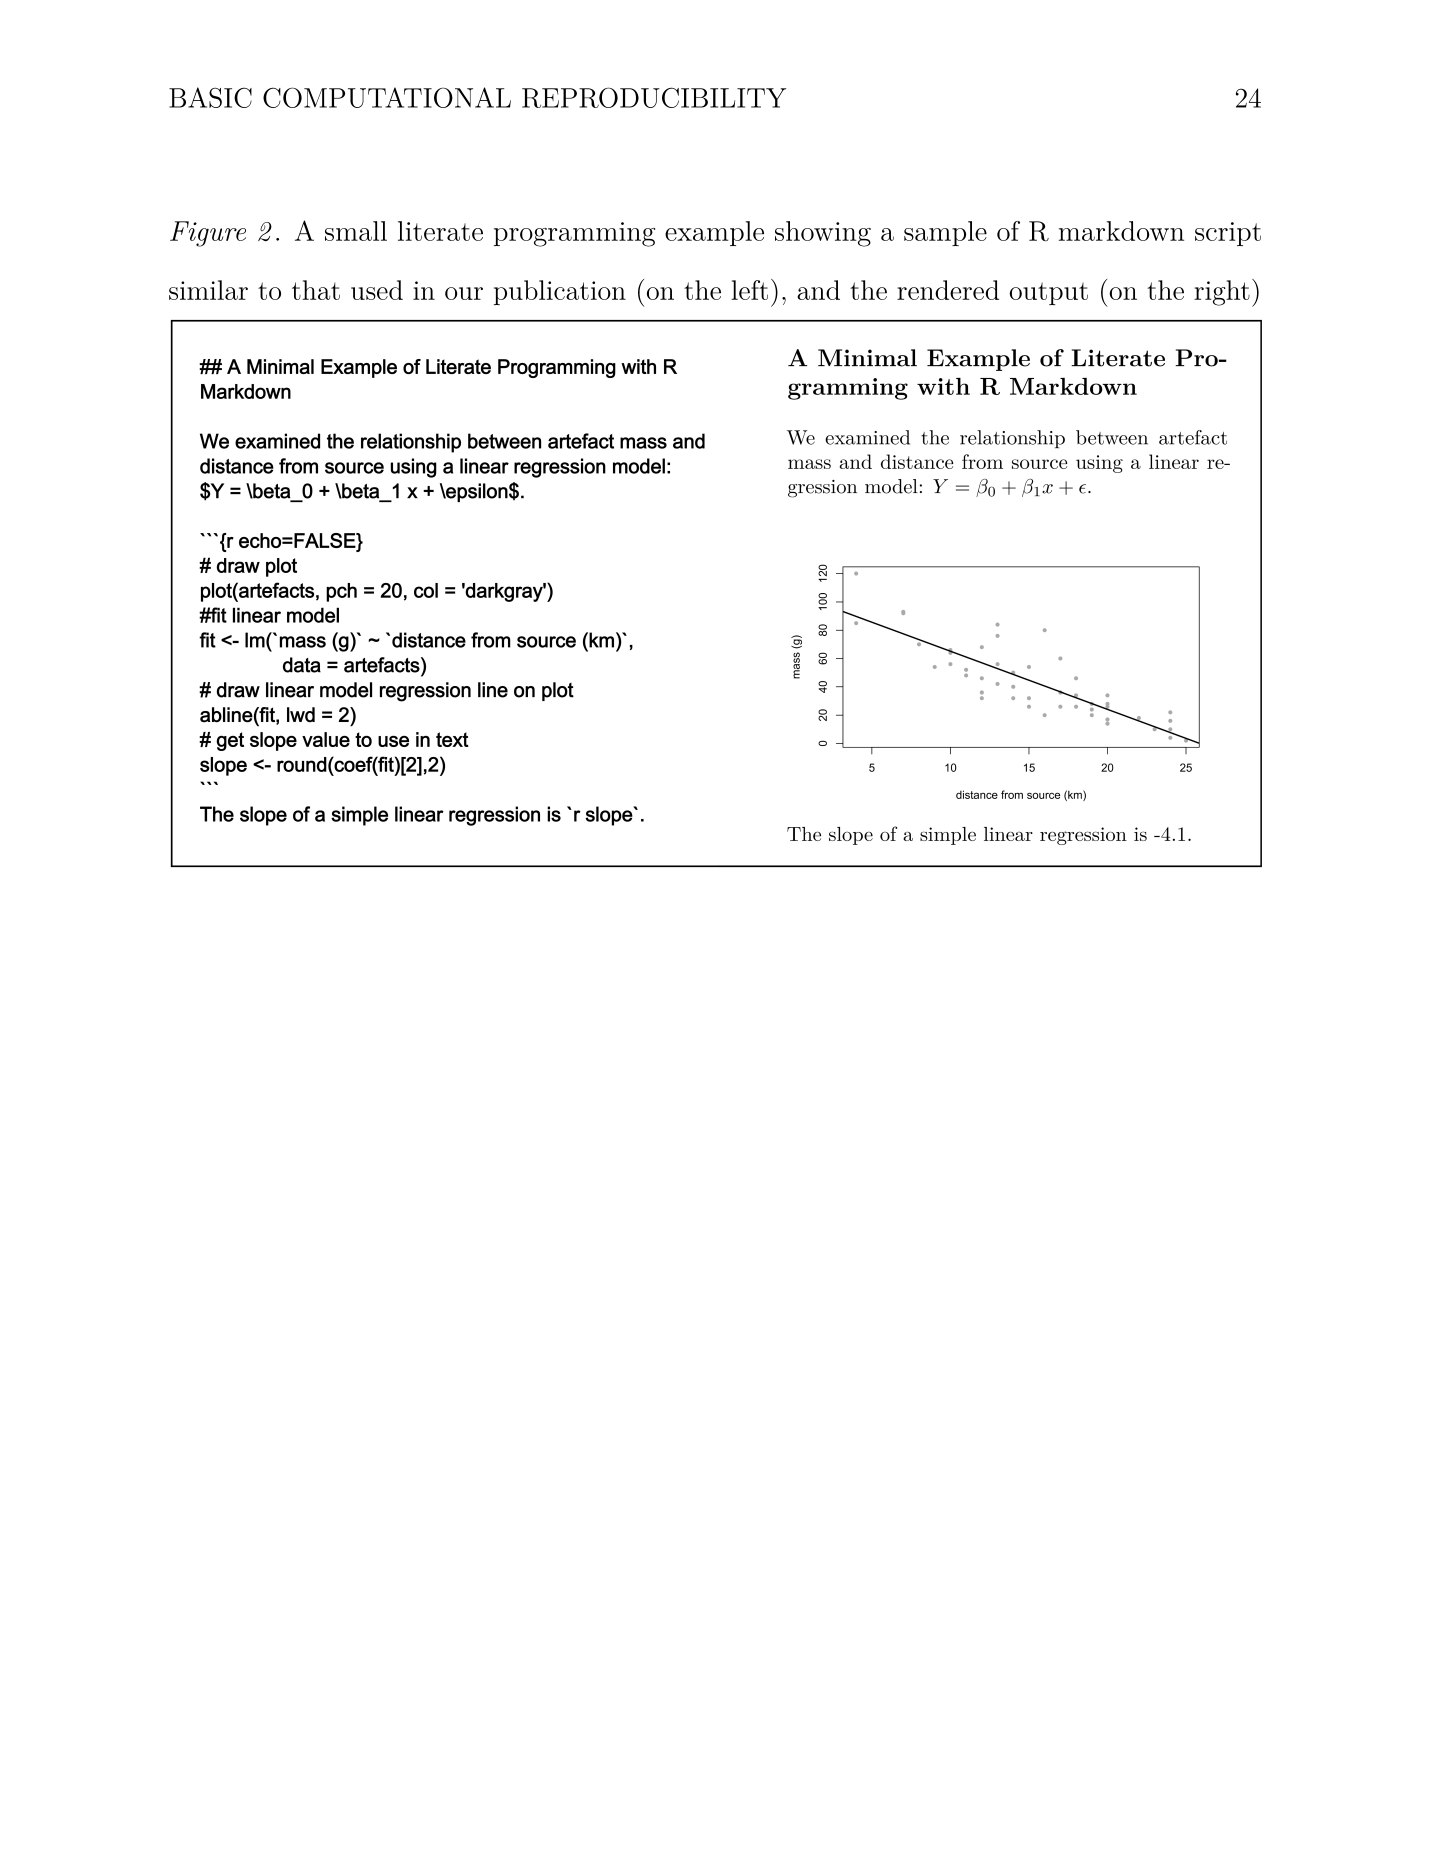 BASIC COMPUTATIONAL REPRODUCIBILITY 24
Figure 2. A small literate programming example showing a sample of R markdown script
similar to that used in our publication (on the left), and the rendered output (on the right)
## A Minimal Example of Literate Programming with R
Markdown
We examined the relationship between artefact mass and
distance from source using a linear regression model:
$Y = \beta_0 + \beta_1 x + \epsilon$.
```{r echo=FALSE}
# draw plot
plot(artefacts, pch = 20, col = 'darkgray')
#fit linear model
fit <- lm(`mass (g)` ~ `distance from source (km)`,
data = artefacts)
# draw linear model regression line on plot
abline(fit, lwd = 2)
# get slope value to use in text
slope <- round(coef(fit)[2],2)
```
The slope of a simple linear regression is `r slope`.
A Minimal Example of Literate Pro-
gramming with R Markdown
We examined the relationship between artefact
mass and distance from source using a linear re-
gression model: Y = β0 + β1x + ϵ.
120
100
80
60
40
20
0
mass (g)
5 10 15 20 25
distance from source (km)
The slope of a simple linear regression is -4.1.